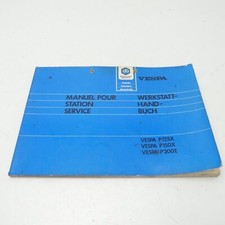 VESPA
MANUEL POUR
STATION
SERVICE
WERKSTATT-
HAND-
BUCH
VESPA P125X
VESPA P150X
VESPA P200E